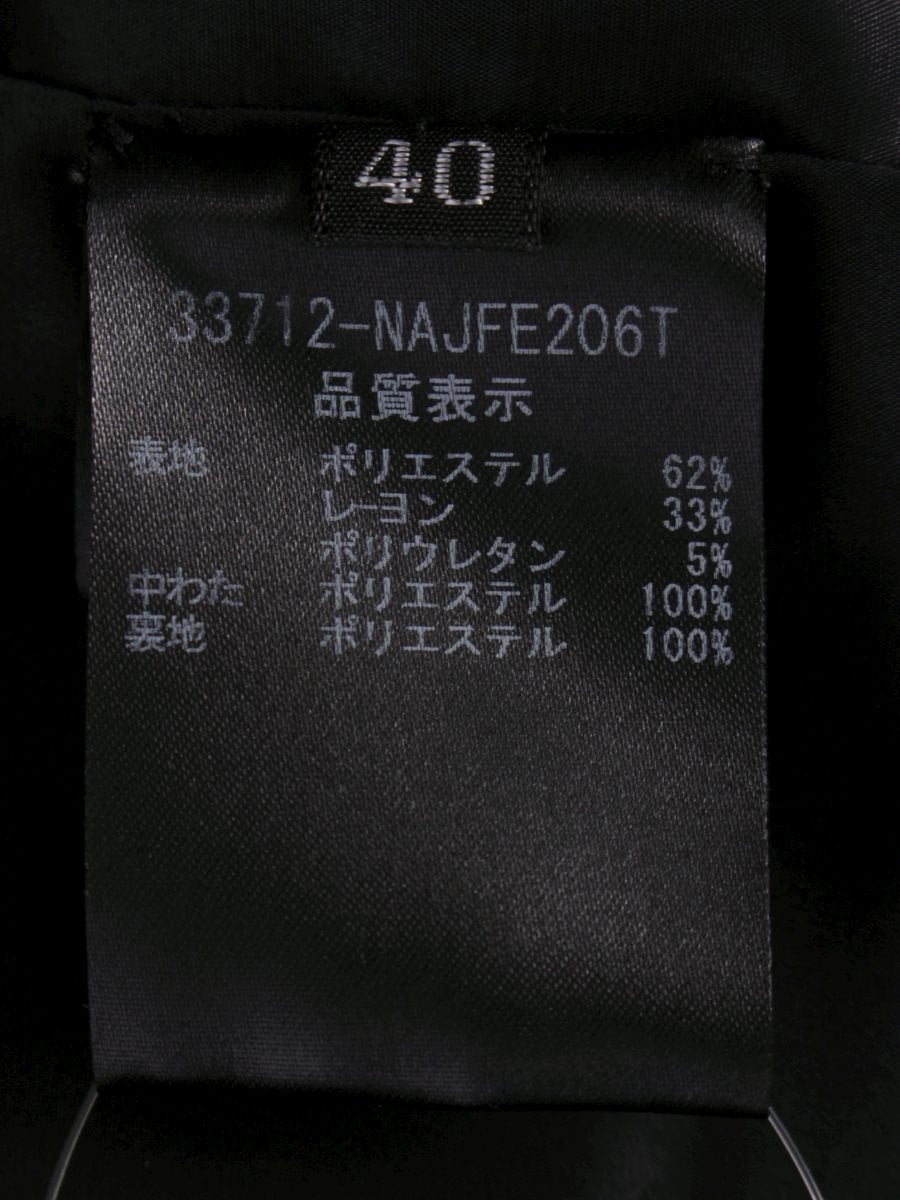 40
33712-NAJFE206T
品質表示
表地 ポリエステル 62%
レーヨン 33%
ポリウレタン 5%
中わた ポリエステル 100%
裏地 ポリエステル 100%